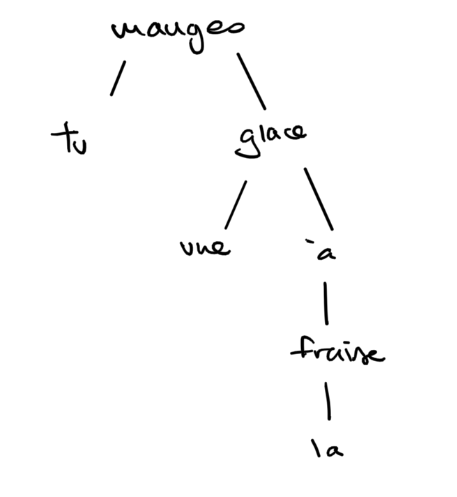 manges
tu
glace
une
à
fraise
la